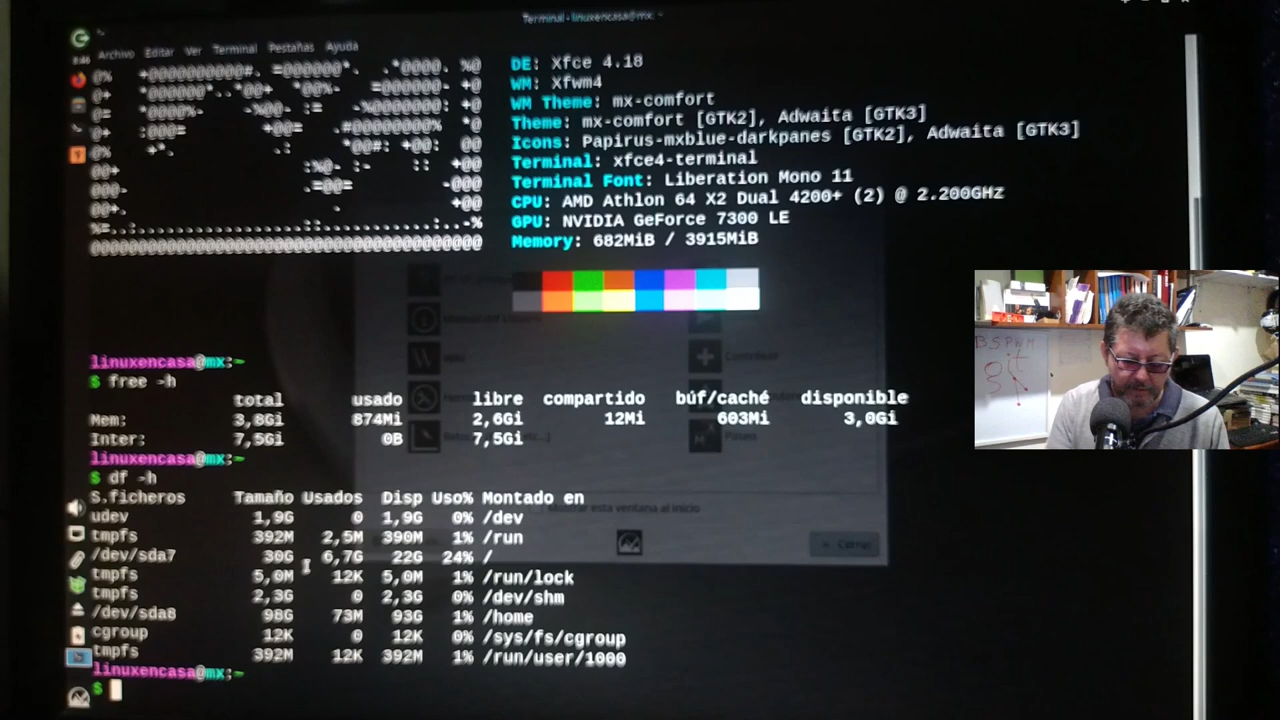 Terminal - linuxencasa@mx: ~
Archivo Editar Ver Terminal Pestañas Ayuda
DE: Xfce 4.18
WM: Xfwm4
WM Theme: mx-comfort
Theme: mx-comfort [GTK2], Adwaita [GTK3]
Icons: Papirus-mxblue-darkpanes [GTK2], Adwaita [GTK3]
Terminal: xfce4-terminal
Terminal Font: Liberation Mono 11
CPU: AMD Athlon 64 X2 Dual 4200+ (2) @ 2.200GHz
GPU: NVIDIA GeForce 7300 LE
Memory: 682MiB / 3915MiB
linuxencasa@mx:~
$ free -h
total usado libre compartido búf/caché disponible
Mem: 3,8Gi 874Mi 2,6Gi 12Mi 603Mi 3,0Gi
Inter: 7,5Gi 0B 7,5Gi
linuxencasa@mx:~
$ df -h
S.ficheros Tamaño Usados Disp Uso% Montado en
udev 1,9G 0 1,9G 0% /dev
tmpfs 392M 2,5M 390M 1% /run
/dev/sda7 30G 6,7G 22G 24% /
tmpfs 5,0M 12K 5,0M 1% /run/lock
tmpfs 2,3G 0 2,3G 0% /dev/shm
/dev/sda8 98G 73M 93G 1% /home
cgroup 12K 0 12K 0% /sys/fs/cgroup
tmpfs 392M 12K 392M 1% /run/user/1000
linuxencasa@mx:~
$
Mostrar esta ventana al inicio
Cerrar
BSPWM
git